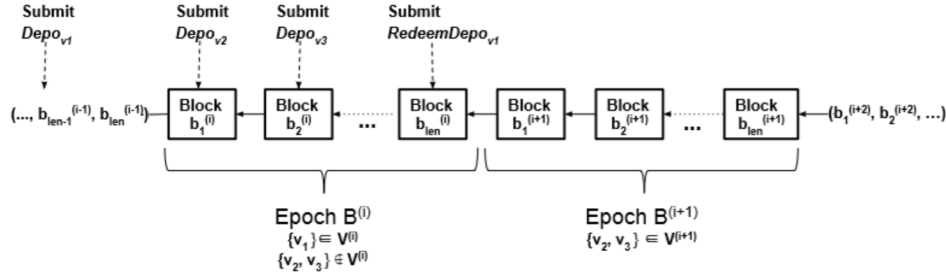 Submit Submit Submit Submit
Depo_v1 Depo_v2 Depo_v3 RedeemDepo_v1
(..., b_len-1^(i-1), b_len^(i-1)) Block b_1^(i) Block b_2^(i) ... Block b_len^(i) Block b_1^(i+1) Block b_2^(i+1) ... Block b_len^(i+1) (b_1^(i+2), b_2^(i+2), ...)
Epoch B^(i) Epoch B^(i+1)
{v_1} ∈ V^(i) {v_2, v_3} ∈ V^(i+1)
{v_2, v_3} ∉ V^(i)